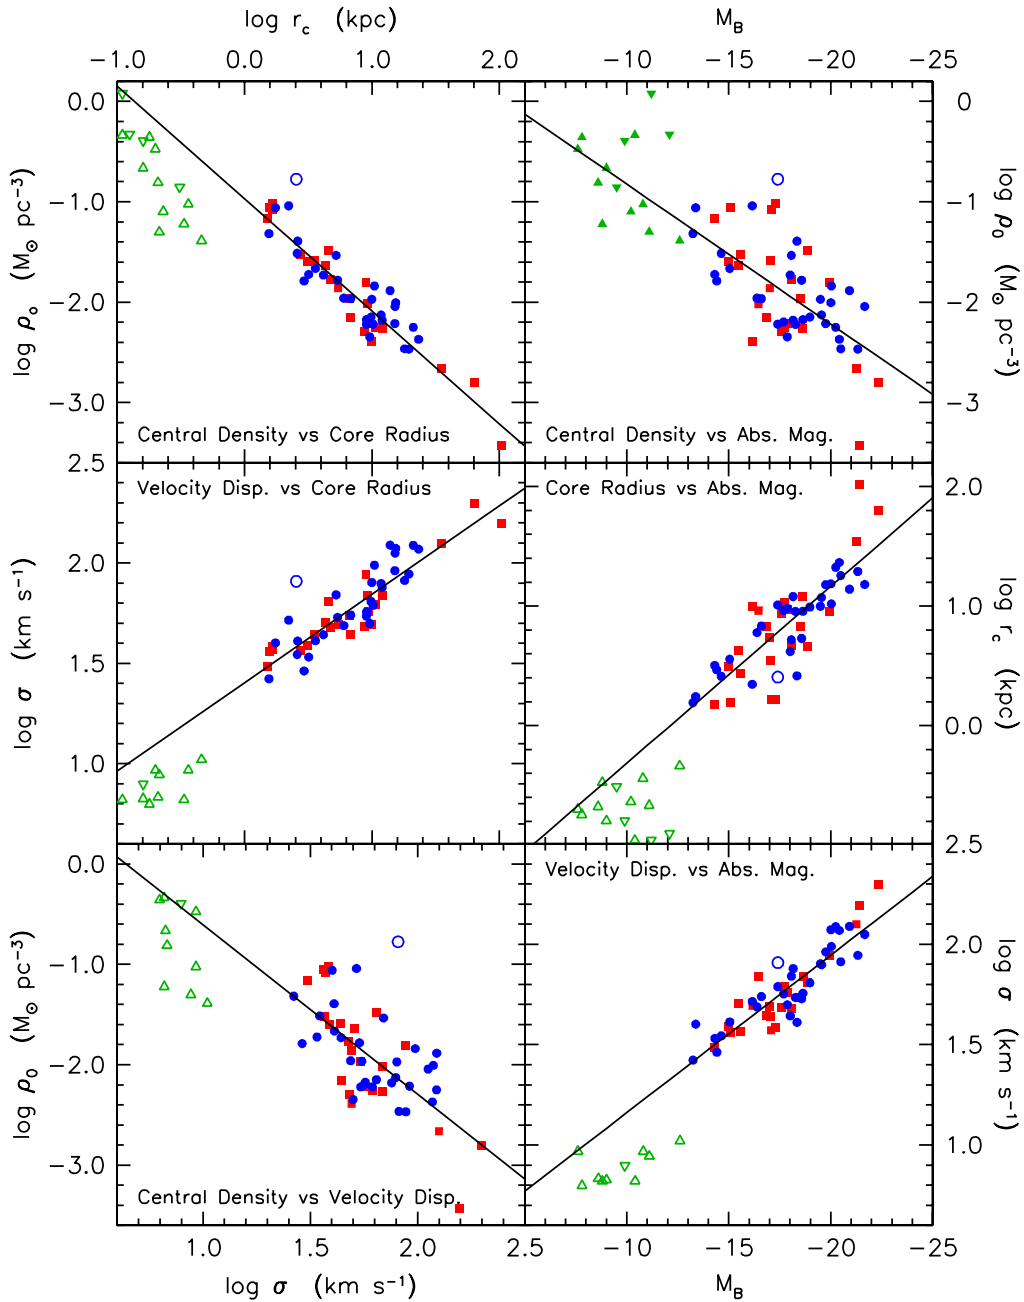 log r_c (kpc)
M_B
−1.0 0.0 1.0 2.0
−10 −15 −20 −25
0.0
−1.0
−2.0
−3.0
log ρ₀ (M⊙ pc⁻³)
Central Density vs Core Radius
Central Density vs Abs. Mag.
0
−1
−2
−3
log ρ₀ (M⊙ pc⁻³)
2.5
2.0
1.5
1.0
log σ (km s⁻¹)
Velocity Disp. vs Core Radius
Core Radius vs Abs. Mag.
2.0
1.0
0.0
log r_c (kpc)
0.0
−1.0
−2.0
−3.0
log ρ₀ (M⊙ pc⁻³)
Central Density vs Velocity Disp.
Velocity Disp. vs Abs. Mag.
2.5
2.0
1.5
1.0
log σ (km s⁻¹)
1.0 1.5 2.0 2.5
−10 −15 −20 −25
log σ (km s⁻¹)
M_B